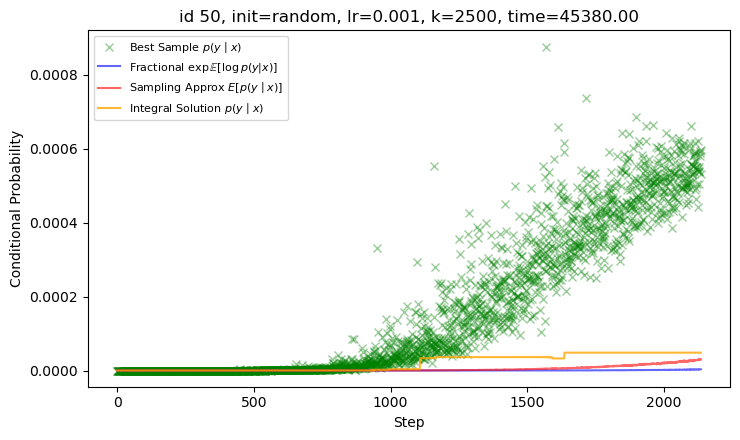 id 50, init=random, lr=0.001, k=2500, time=45380.00
Best Sample p(y | x)
Fractional exp𝔼[log p(y|x)]
Sampling Approx E[p(y | x)]
Integral Solution p(y | x)
Conditional Probability
0.0008
0.0006
0.0004
0.0002
0.0000
0
500
1000
1500
2000
Step